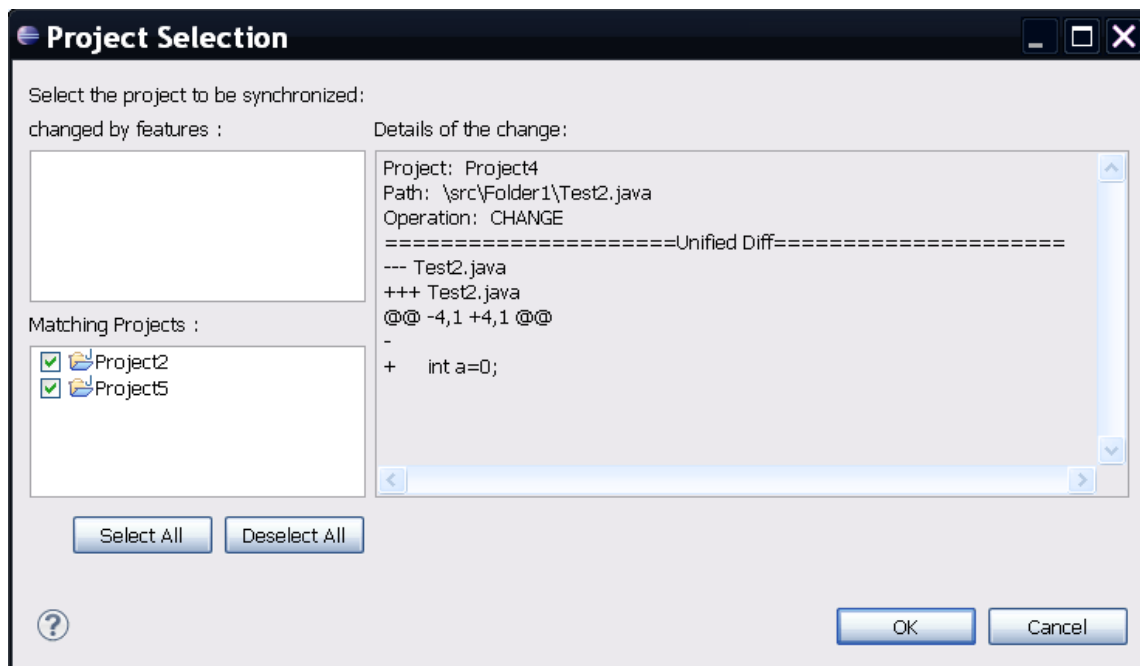 Project Selection
Select the project to be synchronized:
changed by features :
Matching Projects :
Project2
Project5
Select All
Deselect All
Details of the change:
Project: Project4
Path: \src\Folder1\Test2.java
Operation: CHANGE
=====================Unified Diff=====================
--- Test2.java
+++ Test2.java
@@ -4,1 +4,1 @@
-
+ int a=0;
OK
Cancel